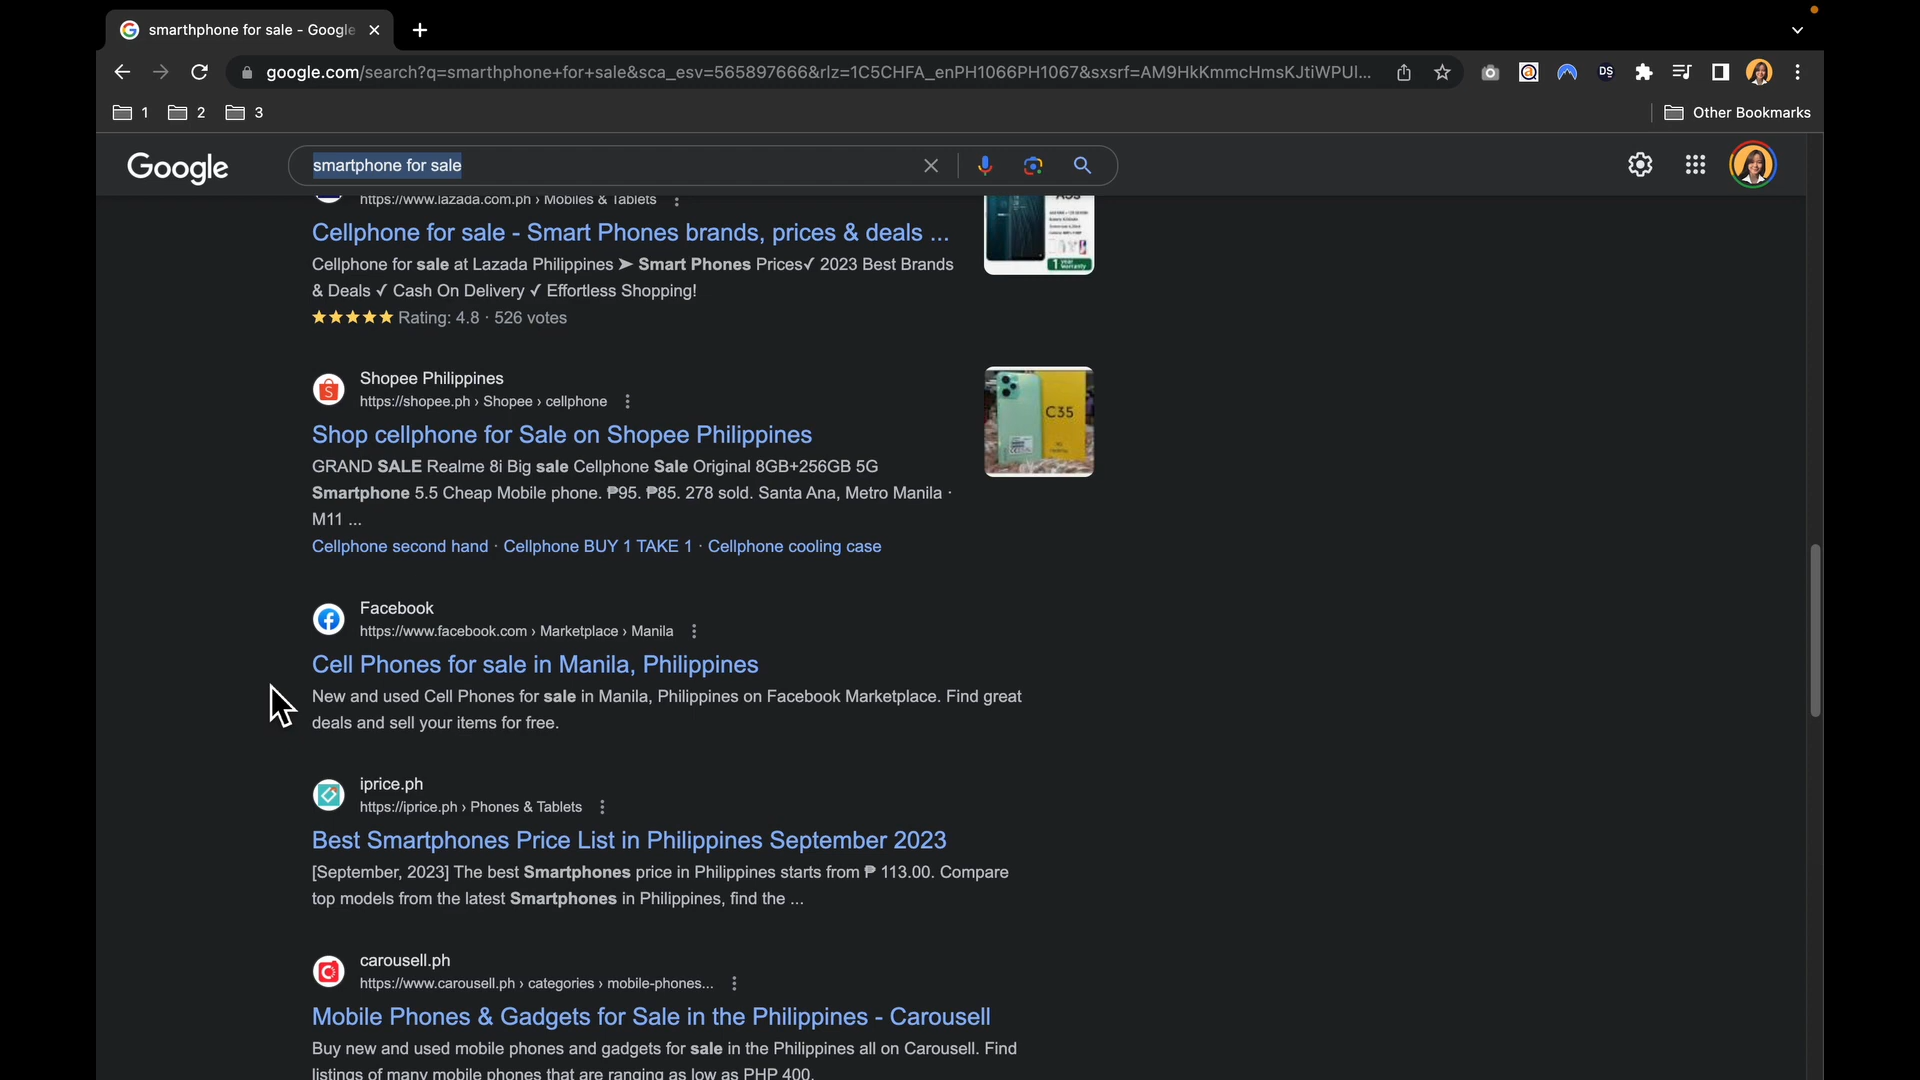 smarthphone for sale - Google
google.com/search?q=smarthphone+for+sale&sca_esv=565897666&rlz=1C5CHFA_enPH1066PH1067&sxsrf=AM9HkKmmcHmsKJtiWPUl...
1 2 3 Other Bookmarks
Google smartphone for sale
https://www.lazada.com.ph › Mobiles & Tablets
Cellphone for sale - Smart Phones brands, prices & deals ...
Cellphone for sale at Lazada Philippines ➤ Smart Phones Prices✓ 2023 Best Brands
& Deals ✓ Cash On Delivery ✓ Effortless Shopping!
Rating: 4.8 · 526 votes
1 year
Warranty
Shopee Philippines
https://shopee.ph › Shopee › cellphone
Shop cellphone for Sale on Shopee Philippines
GRAND SALE Realme 8i Big sale Cellphone Sale Original 8GB+256GB 5G
Smartphone 5.5 Cheap Mobile phone. ₱95. ₱85. 278 sold. Santa Ana, Metro Manila ·
M11 ...
Cellphone second hand · Cellphone BUY 1 TAKE 1 · Cellphone cooling case
C35
Facebook
https://www.facebook.com › Marketplace › Manila
Cell Phones for sale in Manila, Philippines
New and used Cell Phones for sale in Manila, Philippines on Facebook Marketplace. Find great
deals and sell your items for free.
iprice.ph
https://iprice.ph › Phones & Tablets
Best Smartphones Price List in Philippines September 2023
[September, 2023] The best Smartphones price in Philippines starts from ₱ 113.00. Compare
top models from the latest Smartphones in Philippines, find the ...
carousell.ph
https://www.carousell.ph › categories › mobile-phones...
Mobile Phones & Gadgets for Sale in the Philippines - Carousell
Buy new and used mobile phones and gadgets for sale in the Philippines all on Carousell. Find
listings of many mobile phones that are ranging as low as PHP 400.